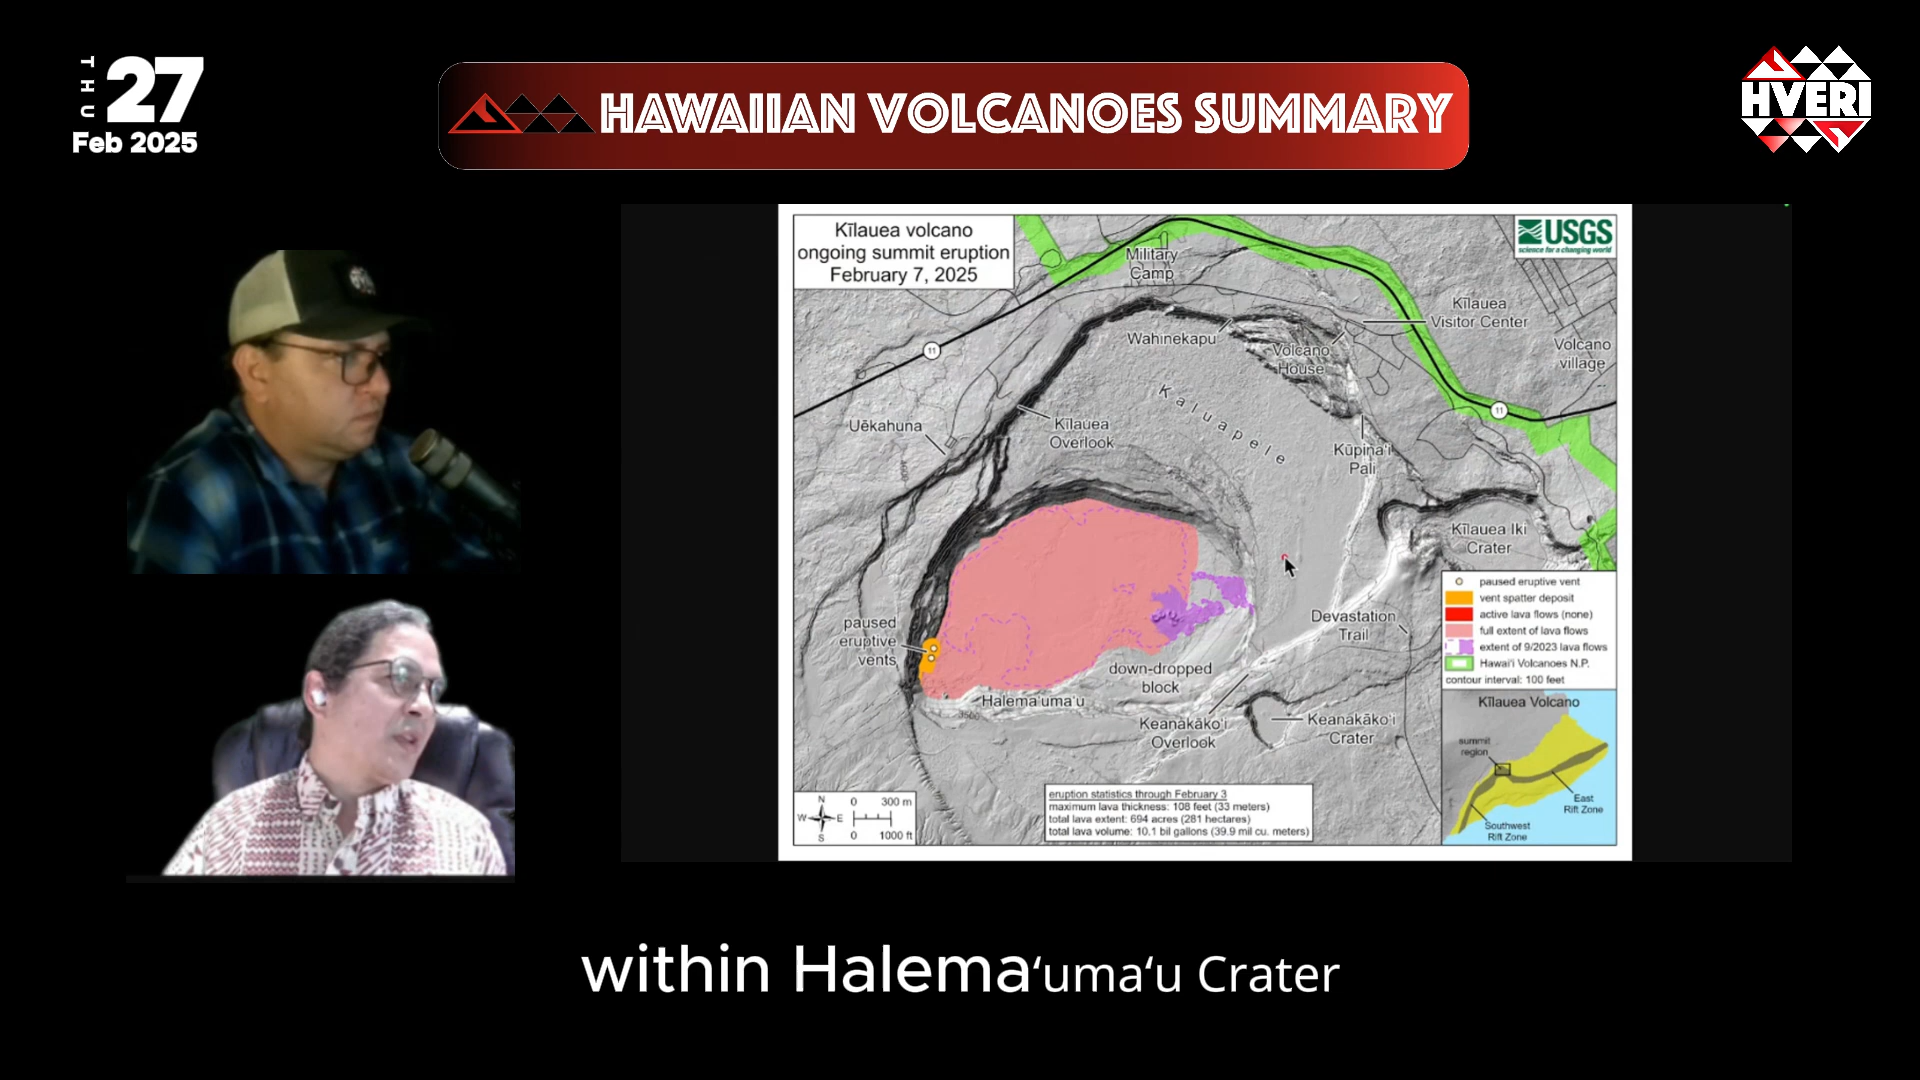 THU
27
Feb 2025
HAWAIIAN VOLCANOES SUMMARY
HVERI
Kīlauea volcano
ongoing summit eruption
February 7, 2025
USGS
science for a changing world
Military
Camp
Kīlauea
Visitor Center
11
Wahinekapu
Volcano
House
Volcano
village
11
Kaluapele
Uēkahuna
Kīlauea
Overlook
Kūpinaʻi
Pali
Kīlauea Iki
Crater
paused
eruptive
vents
Devastation
Trail
down-dropped
block
Halemaʻumaʻu
3500
Keanakākoʻi
Overlook
Keanakākoʻi
Crater
paused eruptive vent
vent spatter deposit
active lava flows (none)
full extent of lava flows
extent of 9/2023 lava flows
Hawaiʻi Volcanoes N.P.
contour interval: 100 feet
Kīlauea Volcano
summit
region
East
Rift Zone
Southwest
Rift Zone
N
W E
S
0 300 m
0 1000 ft
eruption statistics through February 3
maximum lava thickness: 108 feet (33 meters)
total lava extent: 694 acres (281 hectares)
total lava volume: 10.1 bil gallons (39.9 mil cu. meters)
within Halemaʻumaʻu Crater